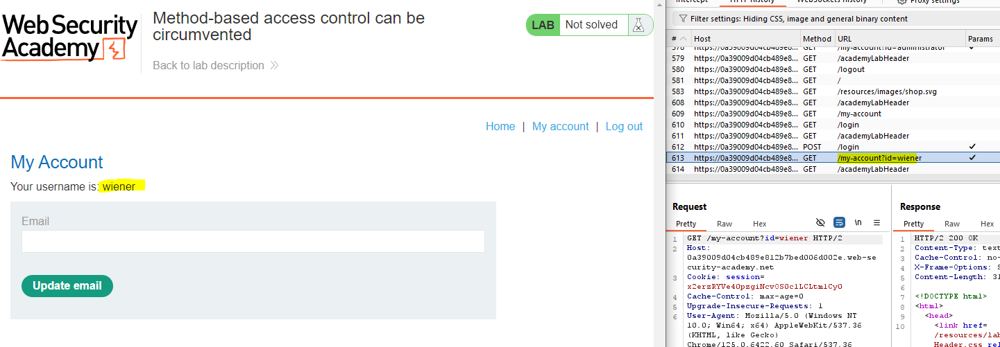 Web Security
Academy
Method-based access control can be
circumvented
Back to lab description
LAB Not solved
Home | My account | Log out
My Account
Your username is: wiener
Email
Update email
Intercept HTTP history WebSockets history Proxy settings
Filter settings: Hiding CSS, image and general binary content
# Host Method URL Params
578 https://0a39009d04cb489e8... GET /my-account?id=administrator ✓
579 https://0a39009d04cb489e8... GET /academyLabHeader
580 https://0a39009d04cb489e8... GET /logout
581 https://0a39009d04cb489e8... GET /
583 https://0a39009d04cb489e8... GET /resources/images/shop.svg
608 https://0a39009d04cb489e8... GET /academyLabHeader
609 https://0a39009d04cb489e8... GET /my-account
610 https://0a39009d04cb489e8... GET /login
611 https://0a39009d04cb489e8... GET /academyLabHeader
612 https://0a39009d04cb489e8... POST /login ✓
613 https://0a39009d04cb489e8... GET /my-account?id=wiener ✓
614 https://0a39009d04cb489e8... GET /academyLabHeader
Request
Pretty Raw Hex \n
1 GET /my-account?id=wiener HTTP/2
2 Host:
0a39009d04cb489e812b7bed006d002e.web-se
curity-academy.net
3 Cookie: session=
4 Cache-Control: max-age=0
5 Upgrade-Insecure-Requests: 1
6 User-Agent: Mozilla/5.0 (Windows NT
10.0; Win64; x64) AppleWebKit/537.36
(KHTML, like Gecko)
Chrome/125.0.6422.60 Safari/537.36
Response
Pretty Raw Hex
1 HTTP/2 200 OK
2 Content-Type: text
3 Cache-Control: no-
4 X-Frame-Options: S
5 Content-Length: 31
6
7 <!DOCTYPE html>
8 <html>
9 <head>
10 <link href=
/resources/lab
Header.css rel